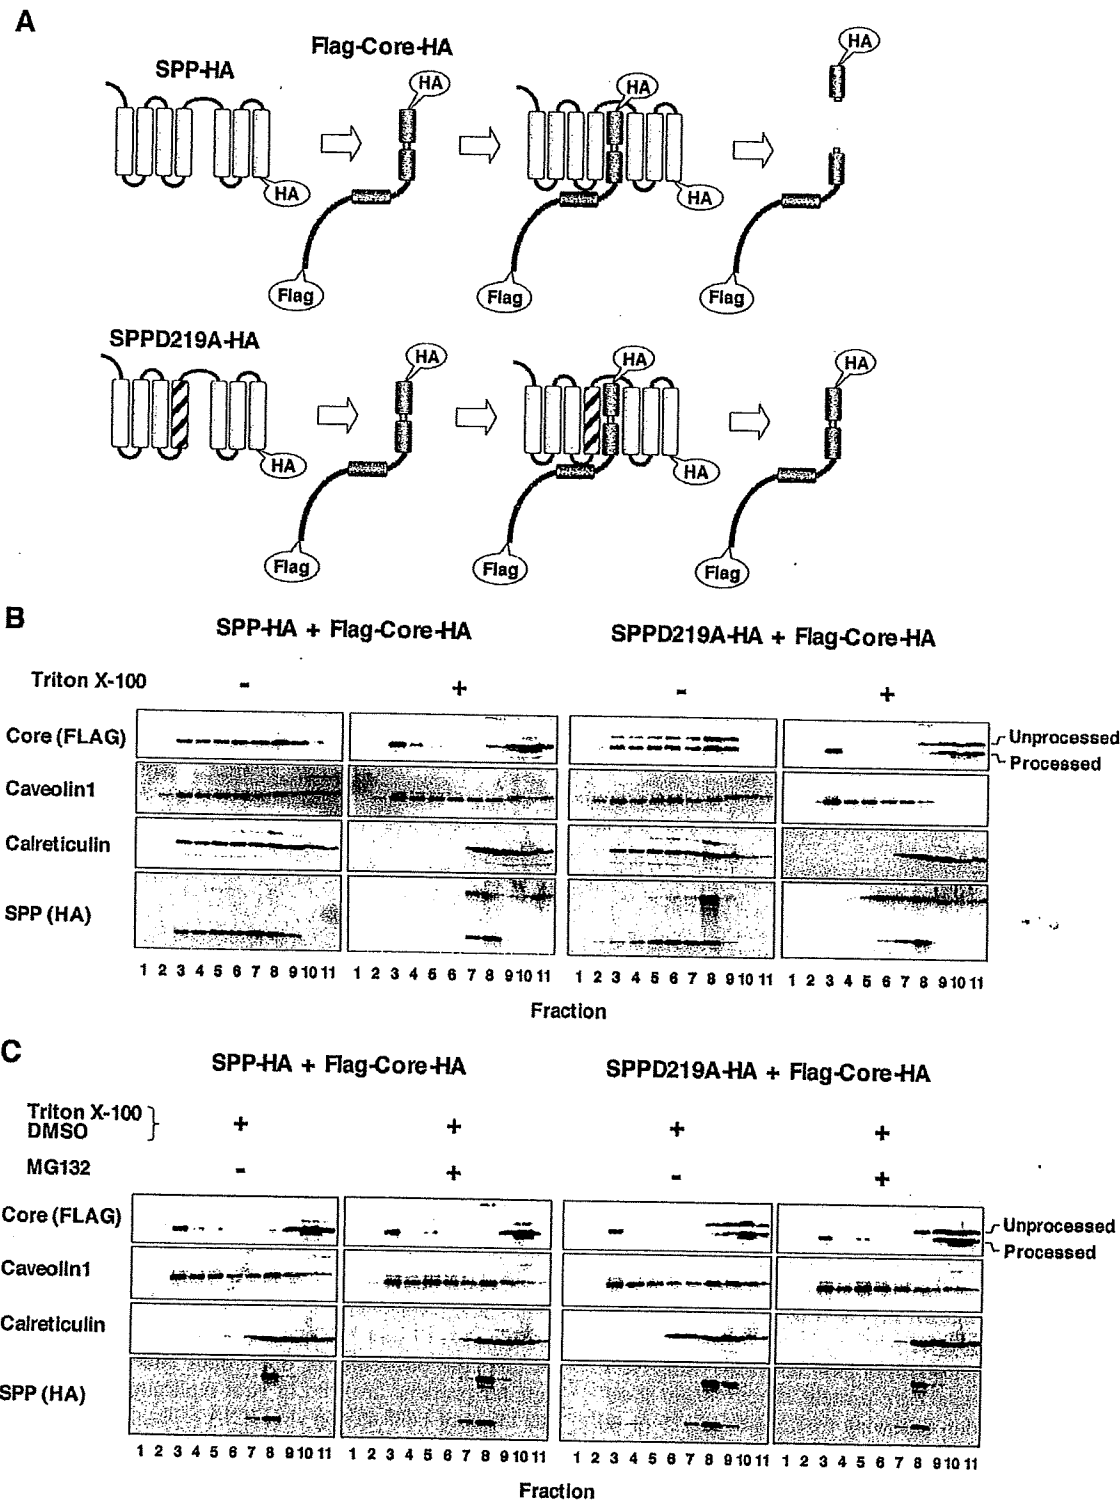 A
Flag-Core-HA
SPP-HA
HA
HA
HA
HA
HA
Flag
Flag
Flag
SPPD219A-HA
HA
HA
HA
HA
HA
Flag
Flag
Flag
B
SPP-HA + Flag-Core-HA
SPPD219A-HA + Flag-Core-HA
Triton X-100 - + - +
Core (FLAG)
Unprocessed
Processed
Caveolin1
Calreticulin
SPP (HA)
1 2 3 4 5 6 7 8 9 10 11 1 2 3 4 5 6 7 8 9 10 11 1 2 3 4 5 6 7 8 9 10 11 1 2 3 4 5 6 7 8 9 10 11
Fraction
C
SPP-HA + Flag-Core-HA
SPPD219A-HA + Flag-Core-HA
Triton X-100
DMSO + + + +
MG132 - + - +
Core (FLAG)
Unprocessed
Processed
Caveolin1
Calreticulin
SPP (HA)
1 2 3 4 5 6 7 8 9 10 11 1 2 3 4 5 6 7 8 9 10 11 1 2 3 4 5 6 7 8 9 10 11 1 2 3 4 5 6 7 8 9 10 11
Fraction